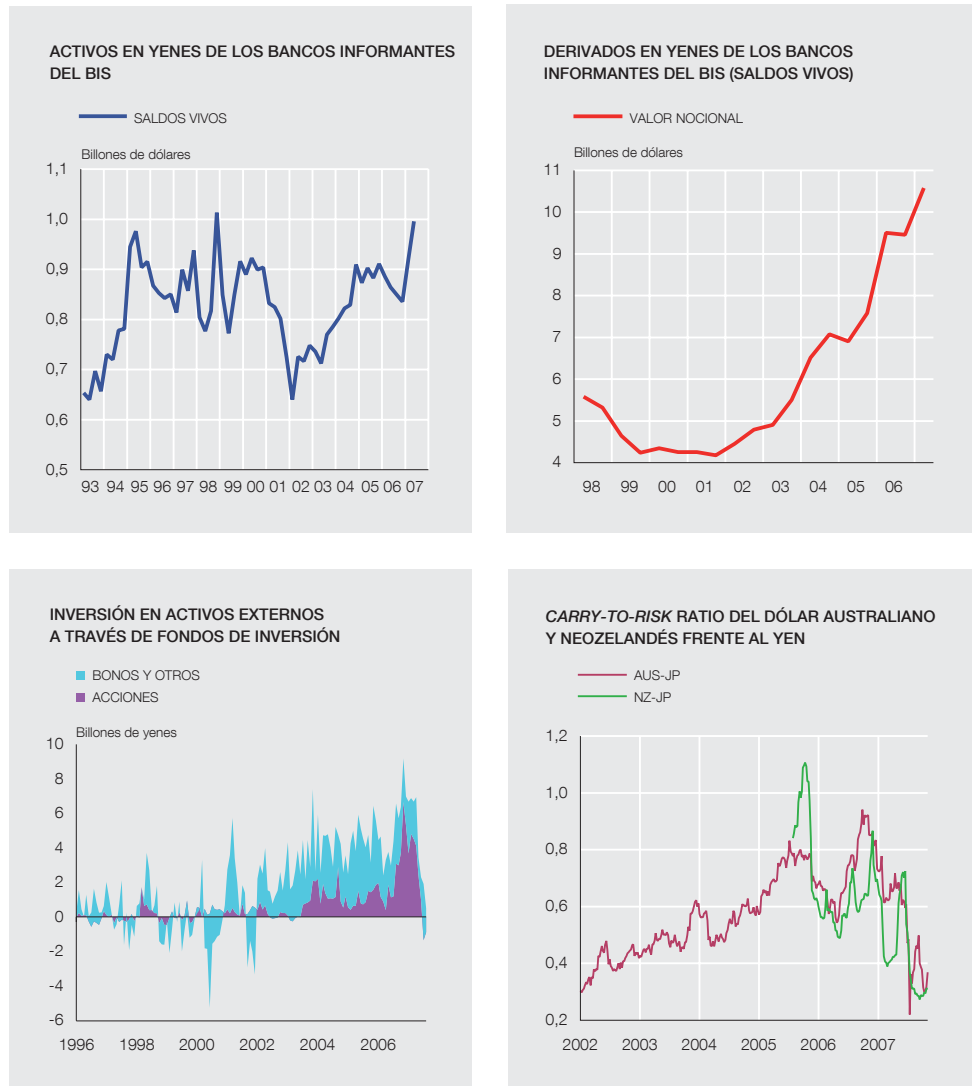 ACTIVOS EN YENES DE LOS BANCOS INFORMANTES
DEL BIS
SALDOS VIVOS
Billones de dólares
1,1
1,0
0,9
0,8
0,7
0,6
0,5
93 94 95 96 97 98 99 00 01 02 03 04 05 06 07
DERIVADOS EN YENES DE LOS BANCOS
INFORMANTES DEL BIS (SALDOS VIVOS)
VALOR NOCIONAL
Billones de dólares
11
10
9
8
7
6
5
4
98 99 00 01 02 03 04 05 06
INVERSIÓN EN ACTIVOS EXTERNOS
A TRAVÉS DE FONDOS DE INVERSIÓN
BONOS Y OTROS
ACCIONES
Billones de yenes
10
8
6
4
2
0
-2
-4
-6
1996 1998 2000 2002 2004 2006
CARRY-TO-RISK RATIO DEL DÓLAR AUSTRALIANO
Y NEOZELANDÉS FRENTE AL YEN
AUS-JP
NZ-JP
1,2
1,0
0,8
0,6
0,4
0,2
2002 2003 2004 2005 2006 2007